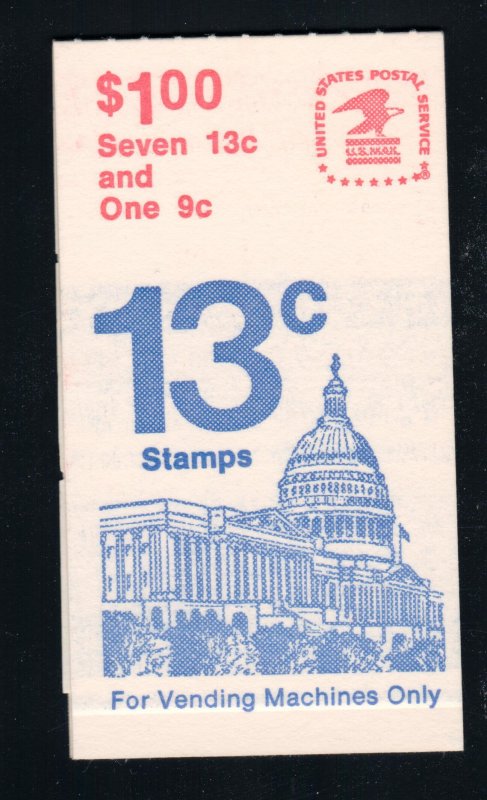 $1.00
Seven 13c
and
One 9c
UNITED STATES POSTAL SERVICE ®
U.S.MAIL
13c
Stamps
For Vending Machines Only